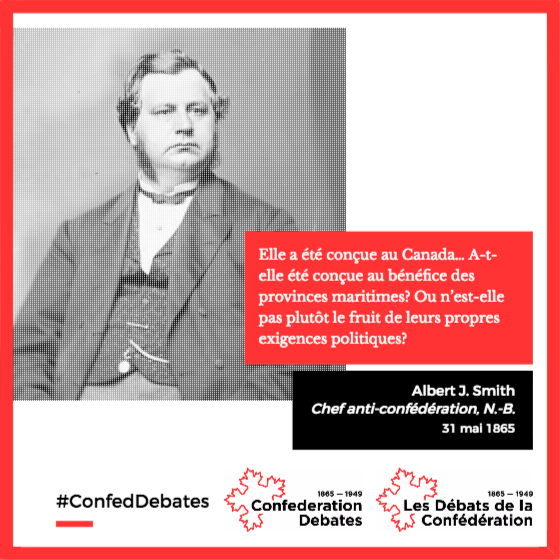 Elle a été conçue au Canada... A-t-
elle été conçue au bénéfice des
provinces maritimes? Ou n'est-elle
pas plutôt le fruit de leurs propres
exigences politiques?
Albert J. Smith
Chef anti-confédération, N.-B.
31 mai 1865
#ConfedDebates
1865 — 1949
Confederation
Debates
1865 — 1949
Les Débats de la
Confédération